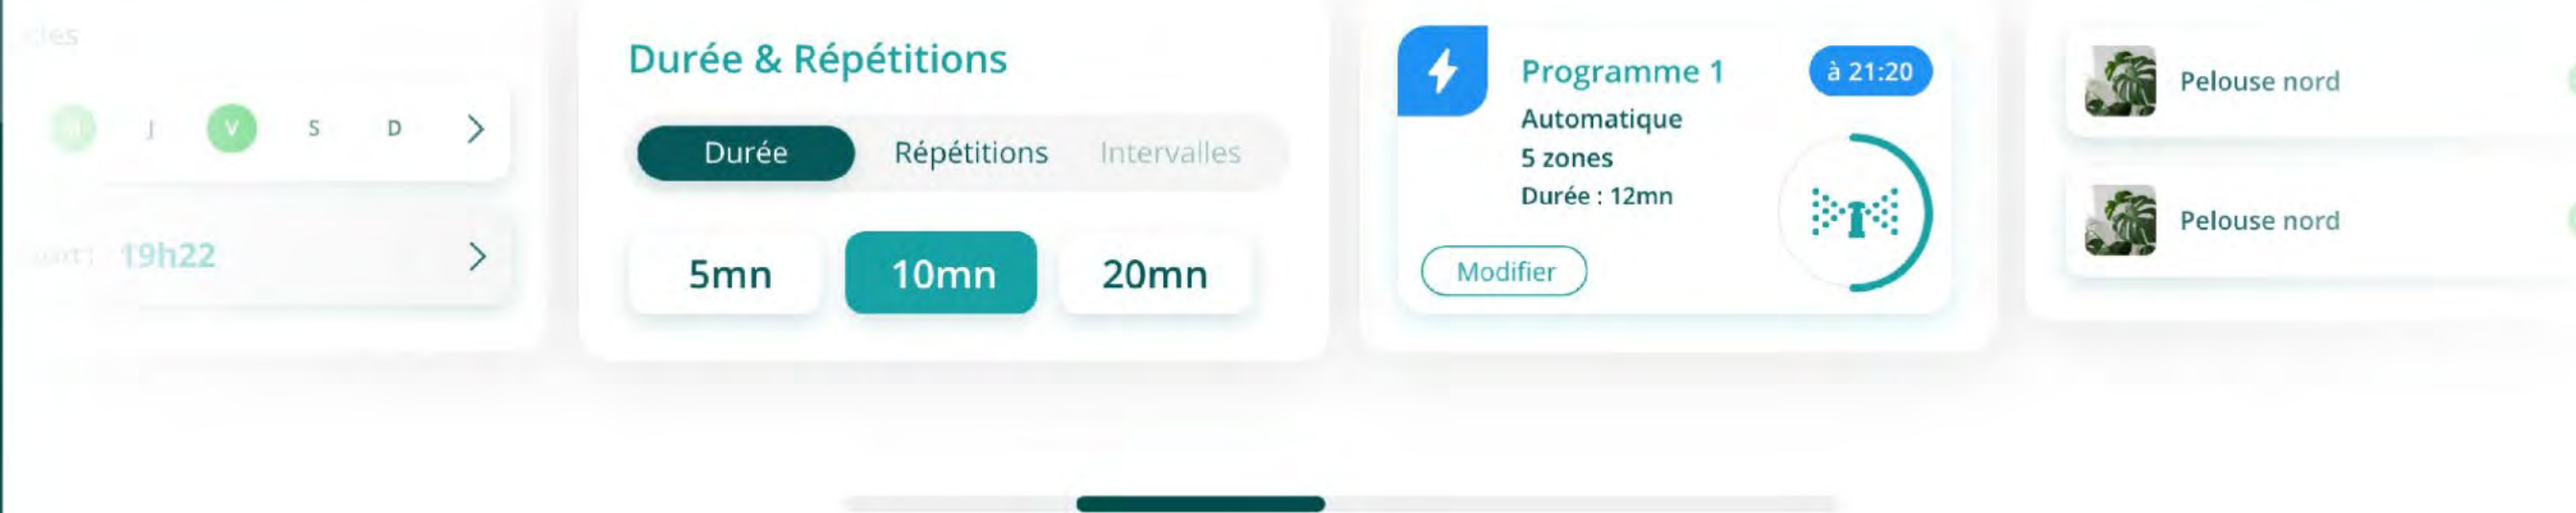 J V S D
19h22
Durée & Répétitions
Durée Répétitions Intervalles
5mn 10mn 20mn
Programme 1
à 21:20
Automatique
5 zones
Durée : 12mn
Modifier
Pelouse nord
Pelouse nord